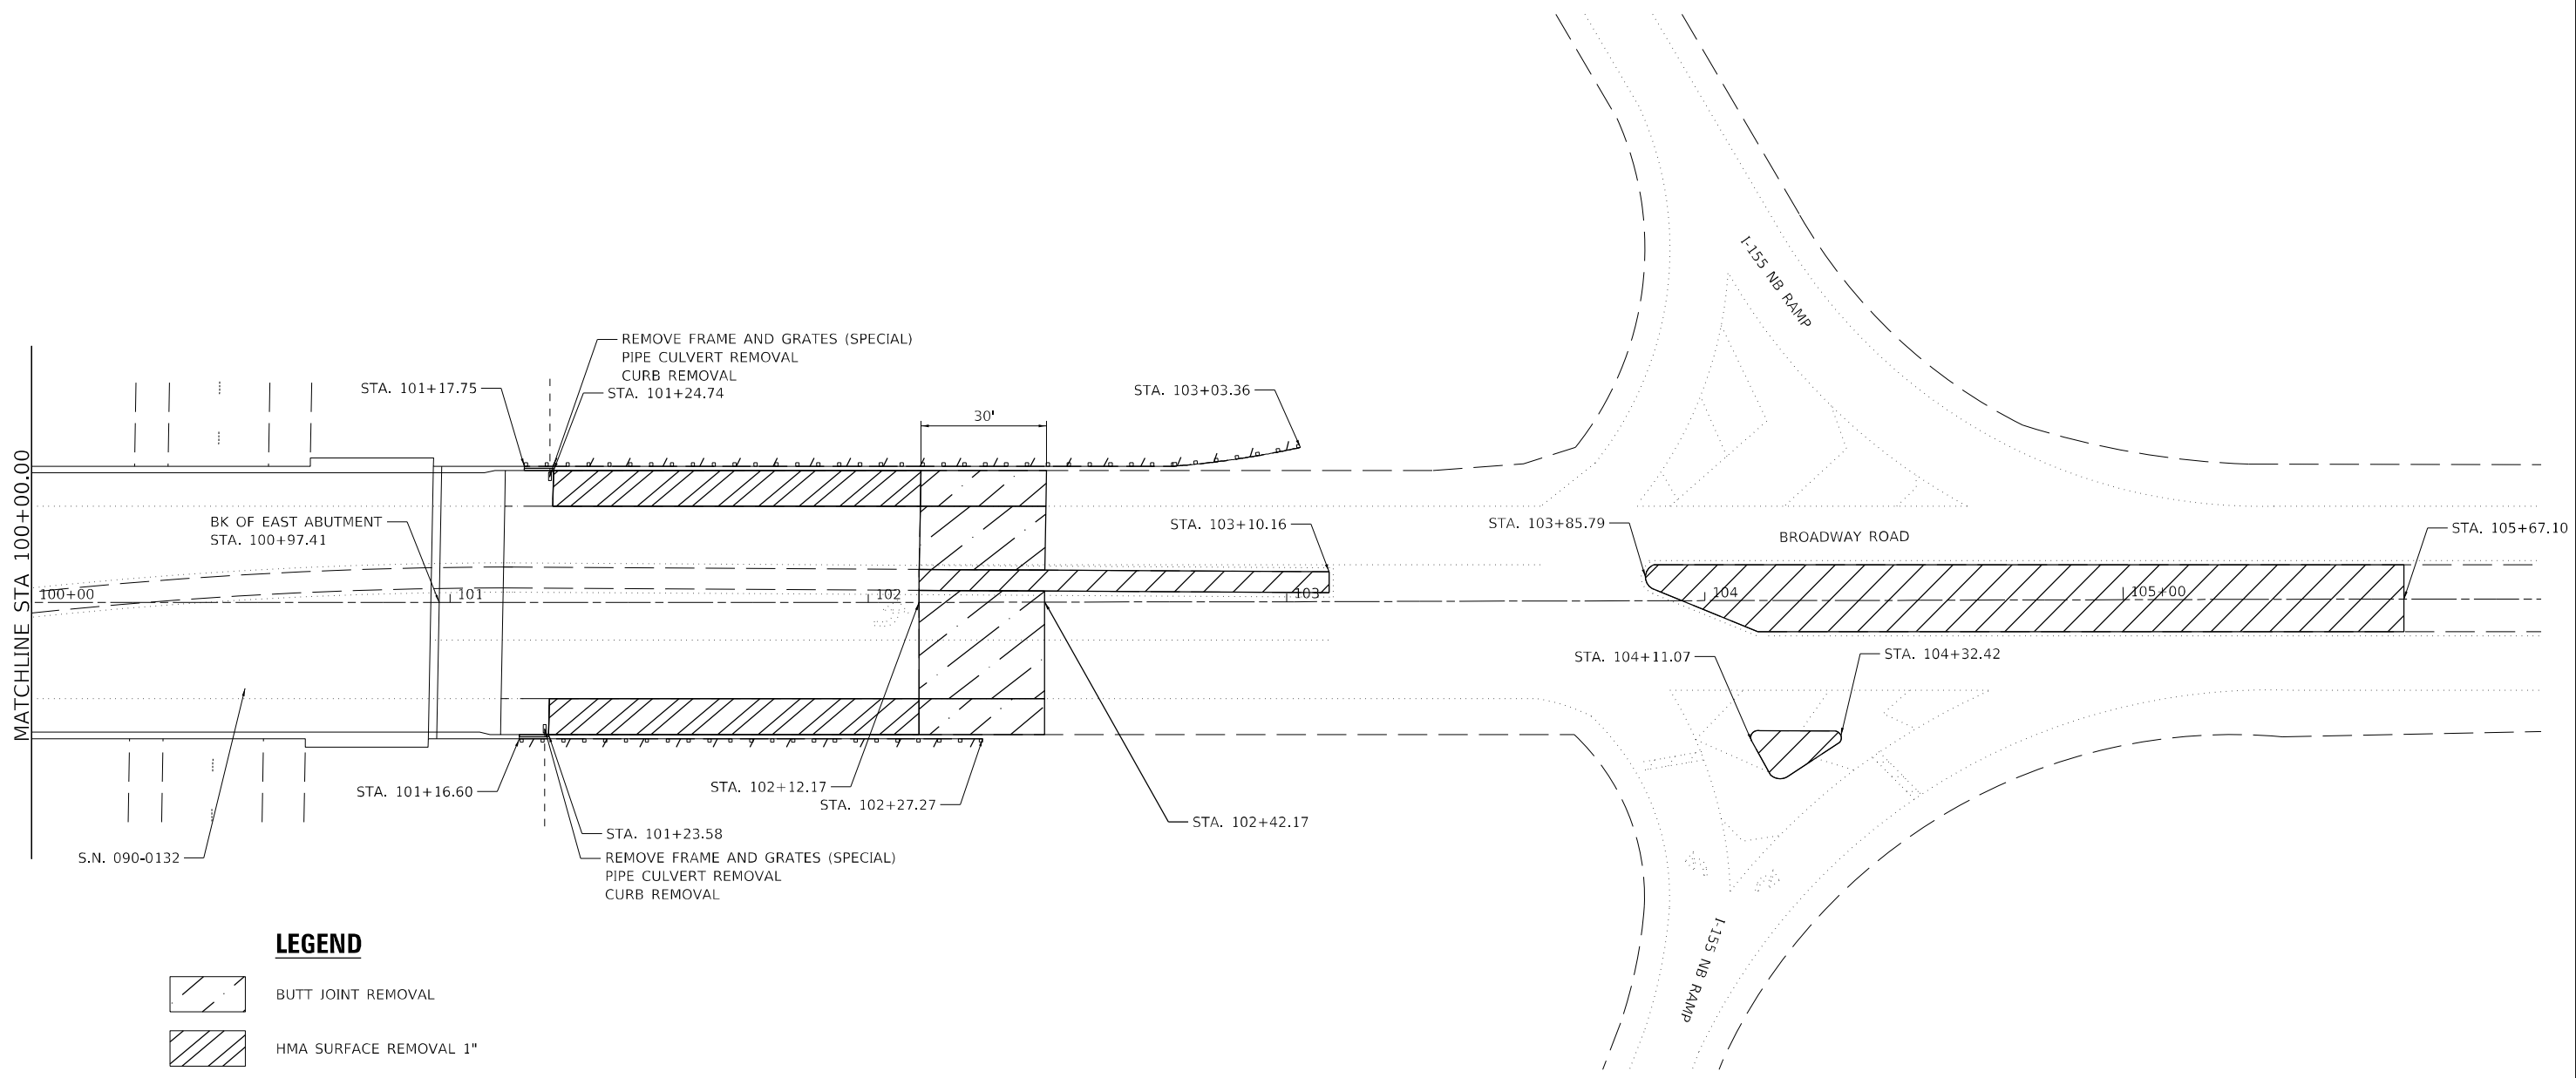 I-155 NB RAMP
REMOVE FRAME AND GRATES (SPECIAL)
PIPE CULVERT REMOVAL
CURB REMOVAL
STA. 101+17.75
STA. 101+24.74
STA. 103+03.36
30'
MATCHLINE STA 100+00.00
BK OF EAST ABUTMENT
STA. 100+97.41
STA. 103+10.16
STA. 103+85.79
BROADWAY ROAD
STA. 105+67.10
100+00
101
102
103
104
105+00
STA. 104+11.07
STA. 104+32.42
STA. 101+16.60
STA. 102+12.17
STA. 102+27.27
STA. 102+42.17
STA. 101+23.58
S.N. 090-0132
REMOVE FRAME AND GRATES (SPECIAL)
PIPE CULVERT REMOVAL
CURB REMOVAL
I-155 NB RAMP
LEGEND
BUTT JOINT REMOVAL
HMA SURFACE REMOVAL 1"